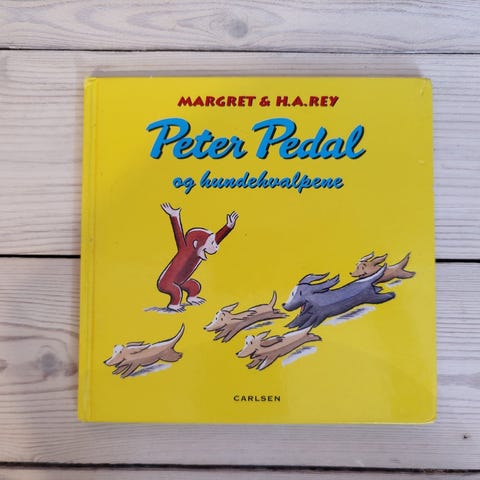 MARGRET & H.A.REY
Peter Pedal
og hundehvalpene
CARLSEN